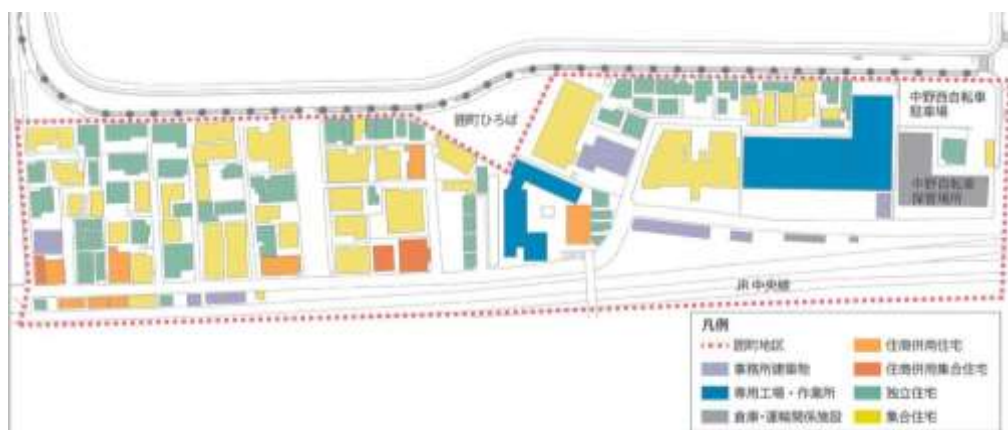 中野西自転車
駐車場
囲町ひろば
中野自転車
保管場所
JR 中央線
凡例
囲町地区
事務所建築物
専用工場・作業所
倉庫・運輸関係施設
住商併用住宅
住商併用集合住宅
独立住宅
集合住宅